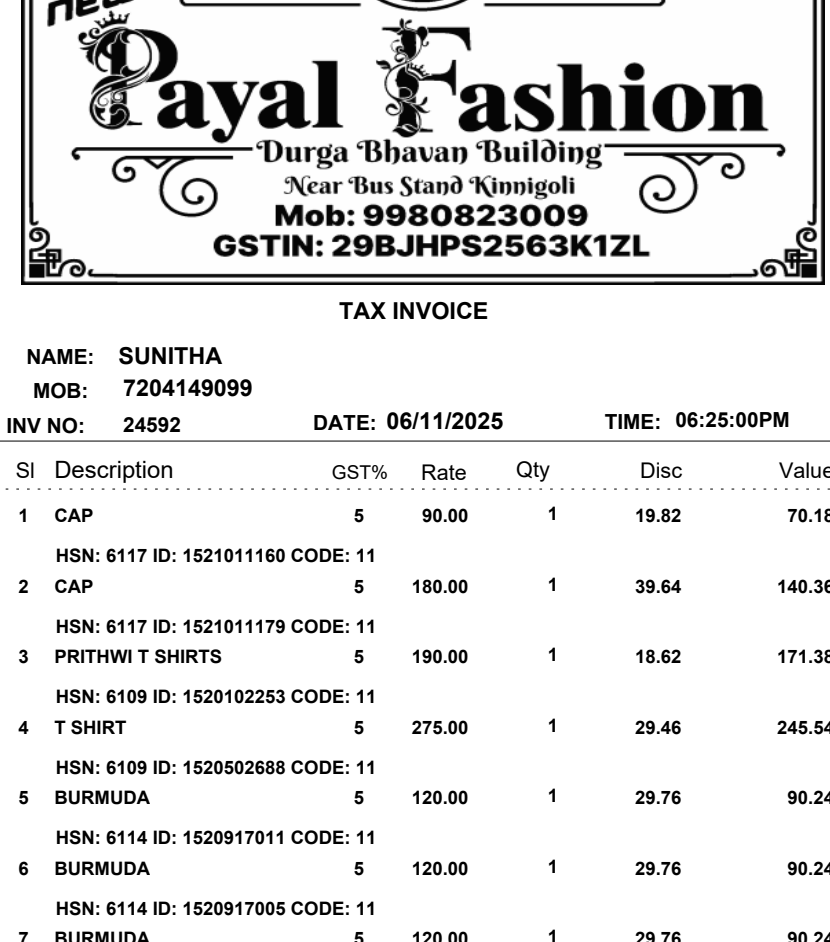 new
Payal Fashion
Durga Bhavan Building
Near Bus Stand Kinnigoli
Mob: 9980823009
GSTIN: 29BJHPS2563K1ZL
TAX INVOICE
NAME: SUNITHA
MOB: 7204149099
INV NO: 24592 DATE: 06/11/2025 TIME: 06:25:00PM
Sl Description GST% Rate Qty Disc Value
1 CAP 5 90.00 1 19.82 70.18
HSN: 6117 ID: 1521011160 CODE: 11
2 CAP 5 180.00 1 39.64 140.36
HSN: 6117 ID: 1521011179 CODE: 11
3 PRITHWI T SHIRTS 5 190.00 1 18.62 171.38
HSN: 6109 ID: 1520102253 CODE: 11
4 T SHIRT 5 275.00 1 29.46 245.54
HSN: 6109 ID: 1520502688 CODE: 11
5 BURMUDA 5 120.00 1 29.76 90.24
HSN: 6114 ID: 1520917011 CODE: 11
6 BURMUDA 5 120.00 1 29.76 90.24
HSN: 6114 ID: 1520917005 CODE: 11
7 BURMUDA 5 120.00 1 29.76 90.24